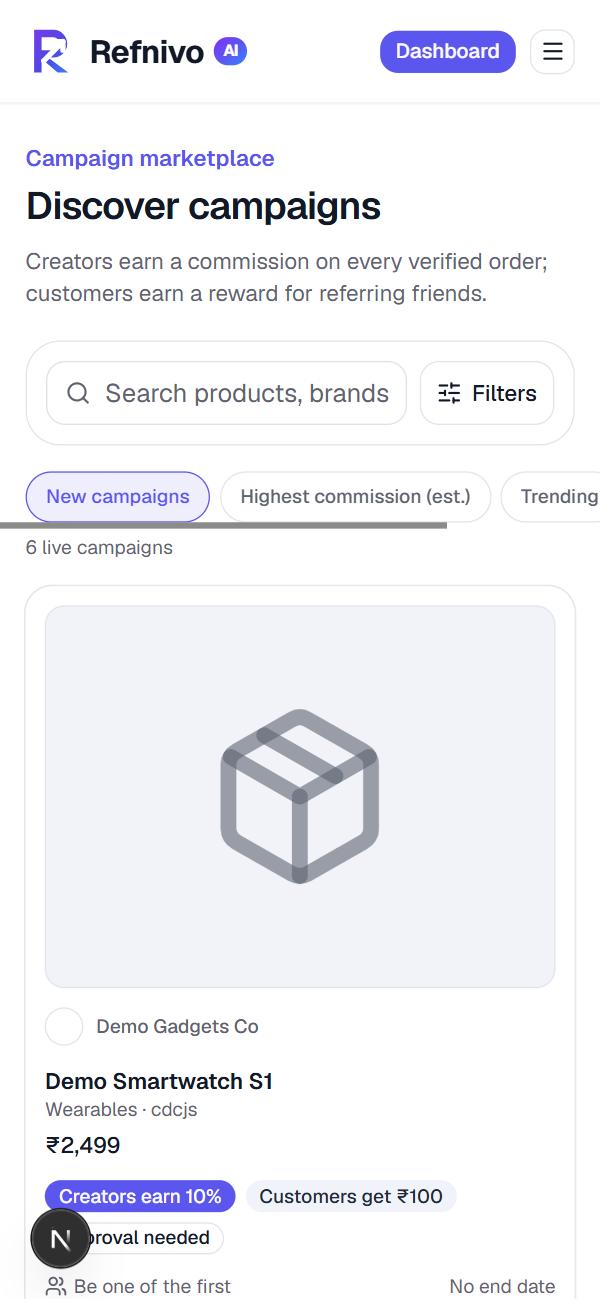 Refnivo AI
Dashboard
Campaign marketplace
Discover campaigns
Creators earn a commission on every verified order;
customers earn a reward for referring friends.
Search products, brands
Filters
New campaigns
Highest commission (est.)
Trending
6 live campaigns
Demo Gadgets Co
Demo Smartwatch S1
Wearables · cdcjs
₹2,499
Creators earn 10%
Customers get ₹100
N
needed
Be one of the first
No end date